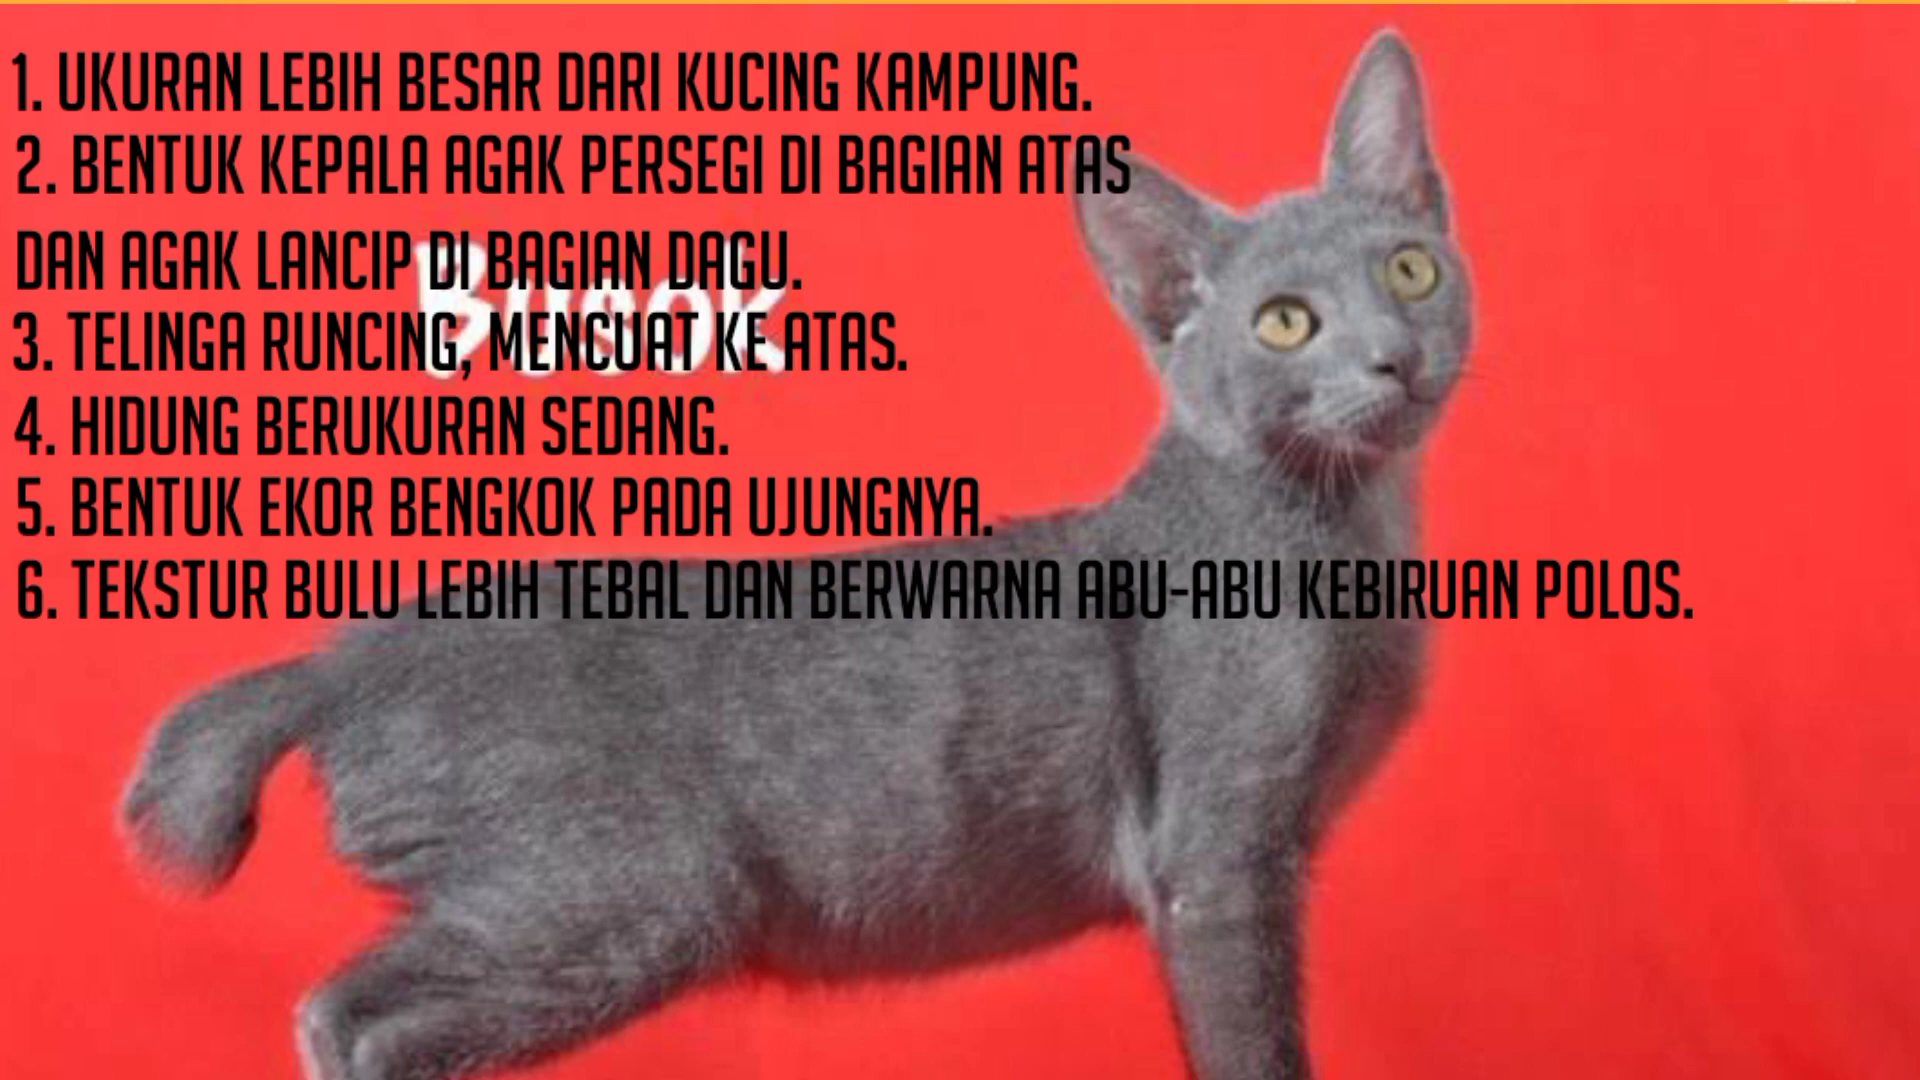 1. UKURAN LEBIH BESAR DARI KUCING KAMPUNG.
2. BENTUK KEPALA AGAK PERSEGI DI BAGIAN ATAS
DAN AGAK LANCIP DI BAGIAN DAGU.
Busok
3. TELINGA RUNCING, MENCUAT KE ATAS.
4. HIDUNG BERUKURAN SEDANG.
5. BENTUK EKOR BENGKOK PADA UJUNGNYA.
6. TEKSTUR BULU LEBIH TEBAL DAN BERWARNA ABU-ABU KEBIRUAN POLOS.